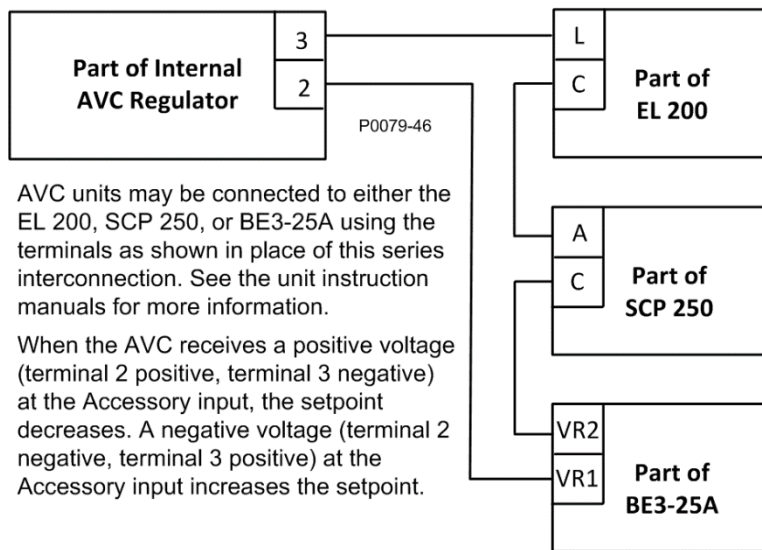 Part of Internal
AVC Regulator
3
2
P0079-46
L
C
Part of
EL 200
A
C
Part of
SCP 250
VR2
VR1
Part of
BE3-25A
AVC units may be connected to either the
EL 200, SCP 250, or BE3-25A using the
terminals as shown in place of this series
interconnection. See the unit instruction
manuals for more information.
When the AVC receives a positive voltage
(terminal 2 positive, terminal 3 negative)
at the Accessory input, the setpoint
decreases. A negative voltage (terminal 2
negative, terminal 3 positive) at the
Accessory input increases the setpoint.